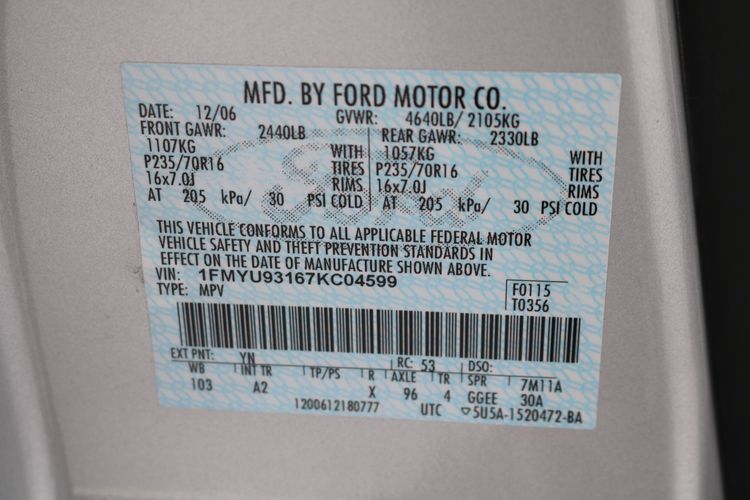 MFD. BY FORD MOTOR CO.
DATE: 12/06 GVWR: 4640LB/ 2105KG
FRONT GAWR: 2440LB REAR GAWR: 2330LB
1107KG WITH 1057KG WITH
P235/70R16 TIRES P235/70R16 TIRES
16x7.0J RIMS 16x7.0J RIMS
AT 205 kPa/ 30 PSI COLD AT 205 kPa/ 30 PSI COLD
Ford
THIS VEHICLE CONFORMS TO ALL APPLICABLE FEDERAL MOTOR
VEHICLE SAFETY AND THEFT PREVENTION STANDARDS IN
EFFECT ON THE DATE OF MANUFACTURE SHOWN ABOVE.
VIN: 1FMYU93167KC04599 F0115
TYPE: MPV T0356
EXT PNT: YN RC: 53 DSO:
WB INT TR TP/PS R AXLE TR SPR 7M11A
103 A2 X 96 4 GGEE 30A
1200612180777 UTC ▽5U5A-1520472-BA